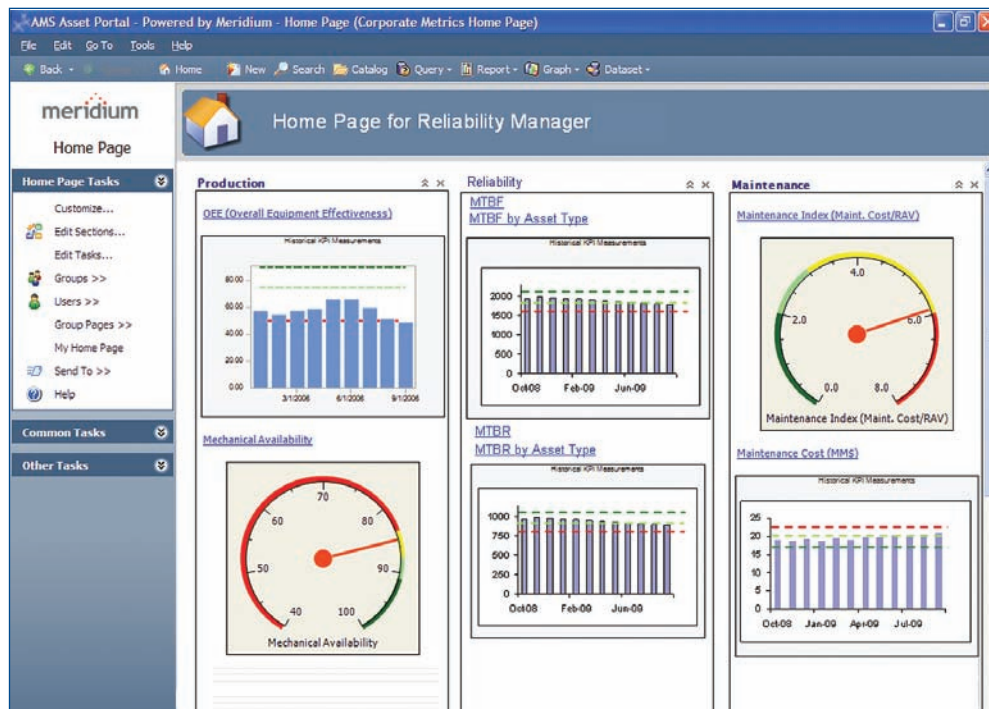 AMS Asset Portal - Powered by Meridium - Home Page (Corporate Metrics Home Page)
File Edit Go To Tools Help
Back Home New Search Catalog Query Report Graph Dataset
meridium
Home Page
Home Page for Reliability Manager
Home Page Tasks
Customize...
Edit Sections...
Edit Tasks...
Groups >>
Users >>
Group Pages >>
My Home Page
Send To >>
Help
Common Tasks
Other Tasks
Production
OEE (Overall Equipment Effectiveness)
Historical KPI Measurements
80.00
60.00
40.00
20.00
0.00
3/1/2006 6/1/2006 9/1/2006
Mechanical Availability
40 50 60 70 80 90 100
Mechanical Availability
Reliability
MTBF
MTBF by Asset Type
Historical KPI Measurements
2000
1500
1000
500
0
Oct-08 Feb-09 Jun-09
MTBR
MTBR by Asset Type
Historical KPI Measurements
1000
750
500
250
0
Oct-08 Feb-09 Jun-09
Maintenance
Maintenance Index (Maint. Cost/RAV)
0.0 2.0 4.0 6.0 8.0
Maintenance Index (Maint. Cost/RAV)
Maintenance Cost (MM$)
Historical KPI Measurements
25
20
15
10
5
0
Oct-08 Jan-09 Apr-09 Jul-09